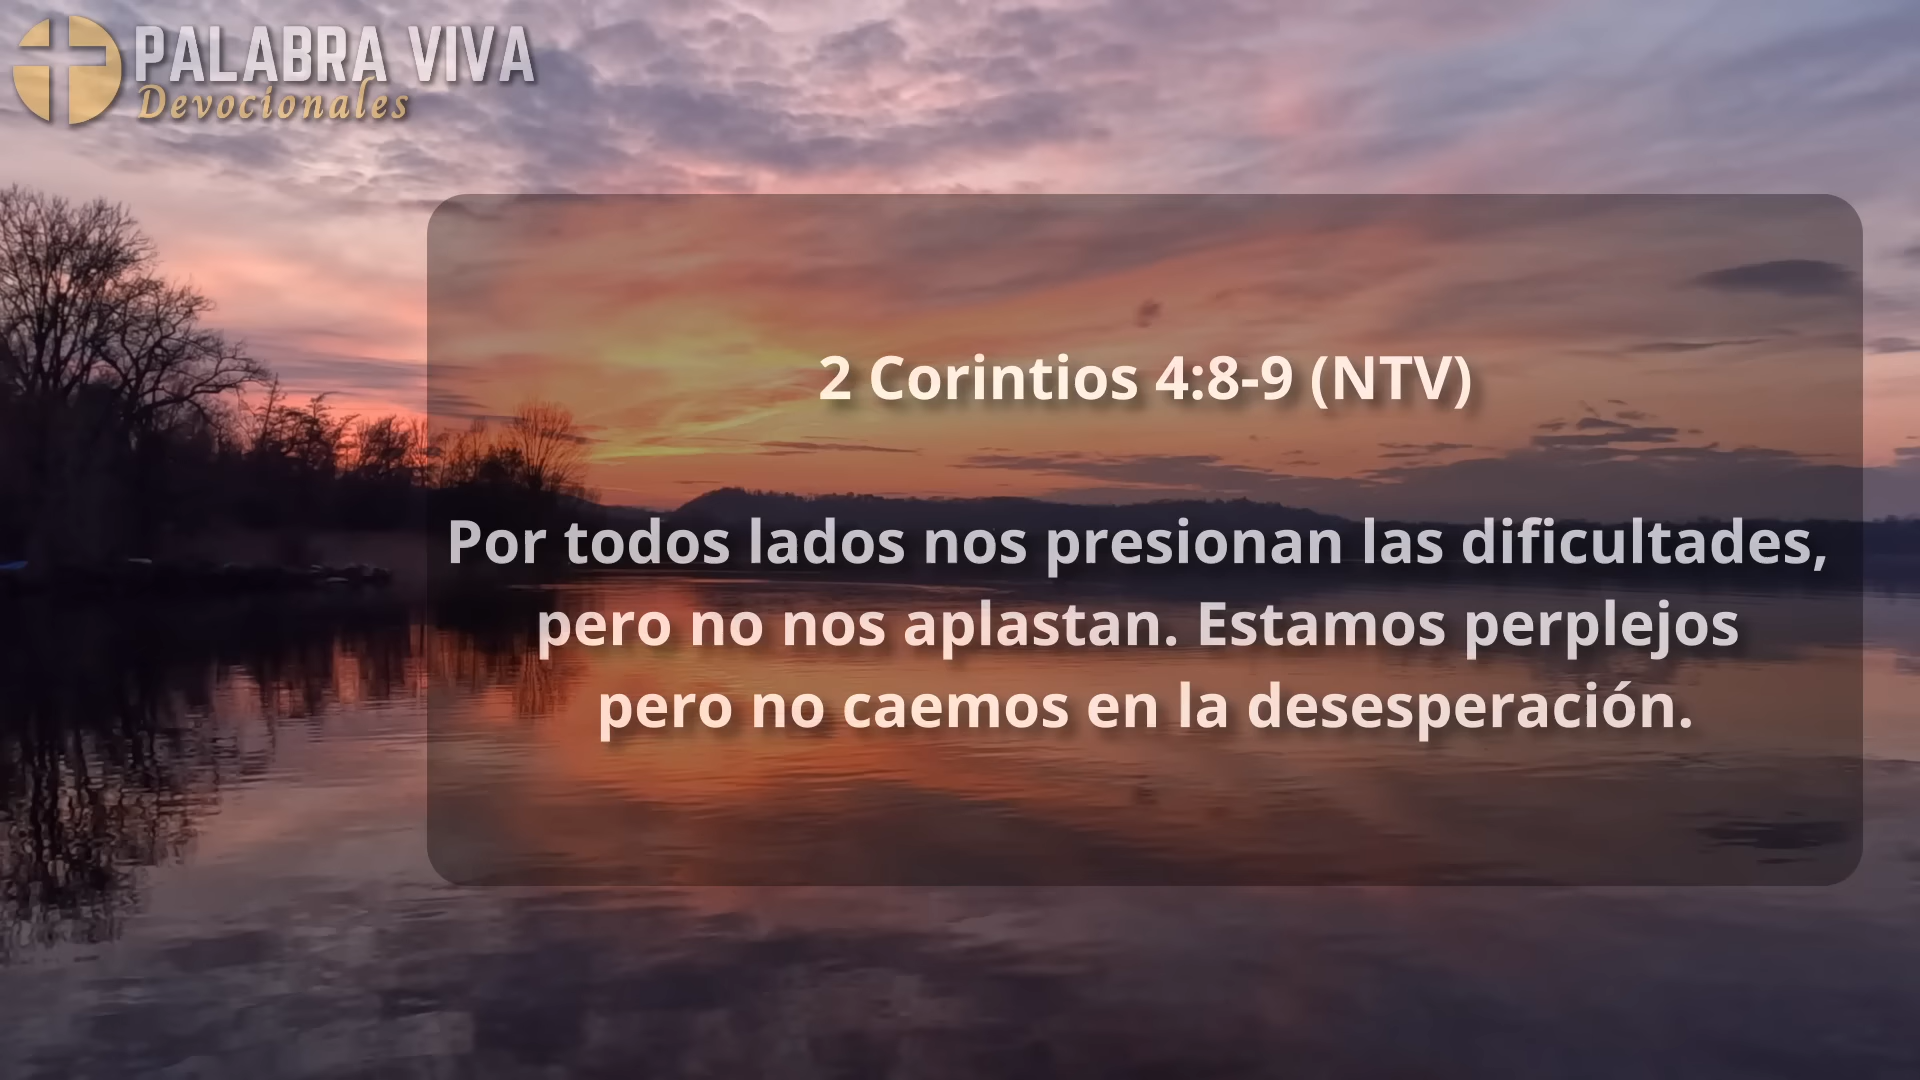 PALABRA VIVA
Devocionales
2 Corintios 4:8-9 (NTV)
Por todos lados nos presionan las dificultades,
pero no nos aplastan. Estamos perplejos
pero no caemos en la desesperación.